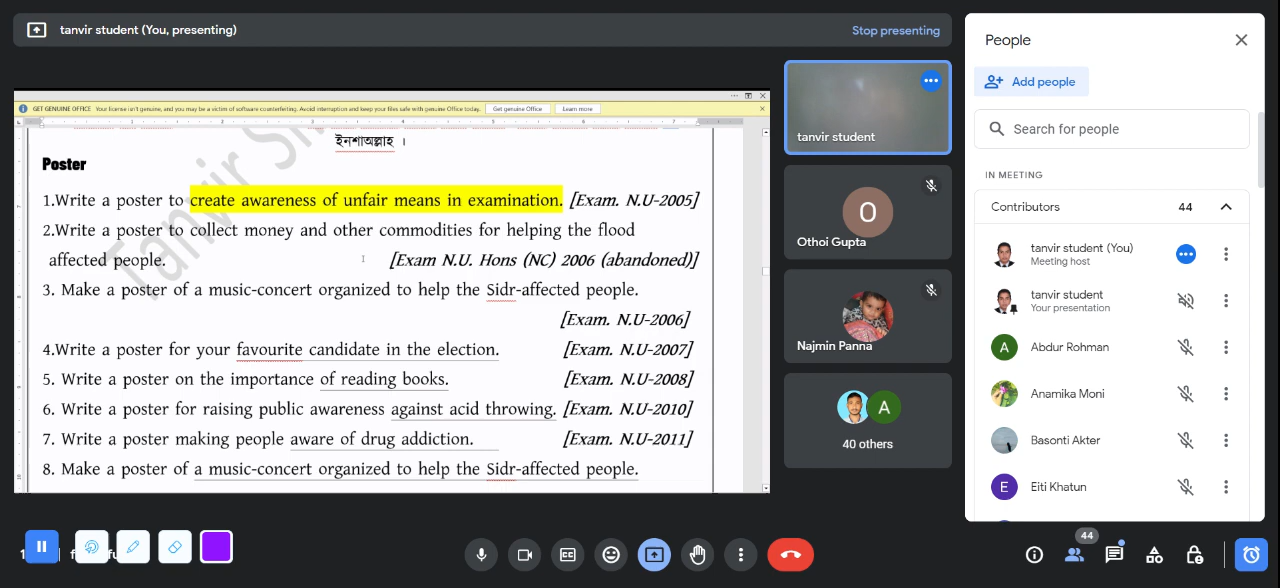 tanvir student (You, presenting)
Stop presenting
GET GENUINE OFFICE Your license isn't genuine, and you may be a victim of software counterfeiting. Avoid interruption and keep your files safe with genuine Office today. Get genuine Office Learn more
ইনশাআল্লাহ ।
Poster
1.Write a poster to create awareness of unfair means in examination. [Exam. N.U-2005]
2.Write a poster to collect money and other commodities for helping the flood
affected people. [Exam N.U. Hons (NC) 2006 (abandoned)]
3. Make a poster of a music-concert organized to help the Sidr-affected people.
[Exam. N.U-2006]
4.Write a poster for your favourite candidate in the election. [Exam. N.U-2007]
5. Write a poster on the importance of reading books. [Exam. N.U-2008]
6. Write a poster for raising public awareness against acid throwing. [Exam. N.U-2010]
7. Write a poster making people aware of drug addiction. [Exam. N.U-2011]
8. Make a poster of a music-concert organized to help the Sidr-affected people.
tanvir student
O
Othoi Gupta
Najmin Panna
A
40 others
People
Add people
Search for people
IN MEETING
Contributors 44
tanvir student (You)
Meeting host
tanvir student
Your presentation
A Abdur Rohman
Anamika Moni
Basonti Akter
E Eiti Khatun
44